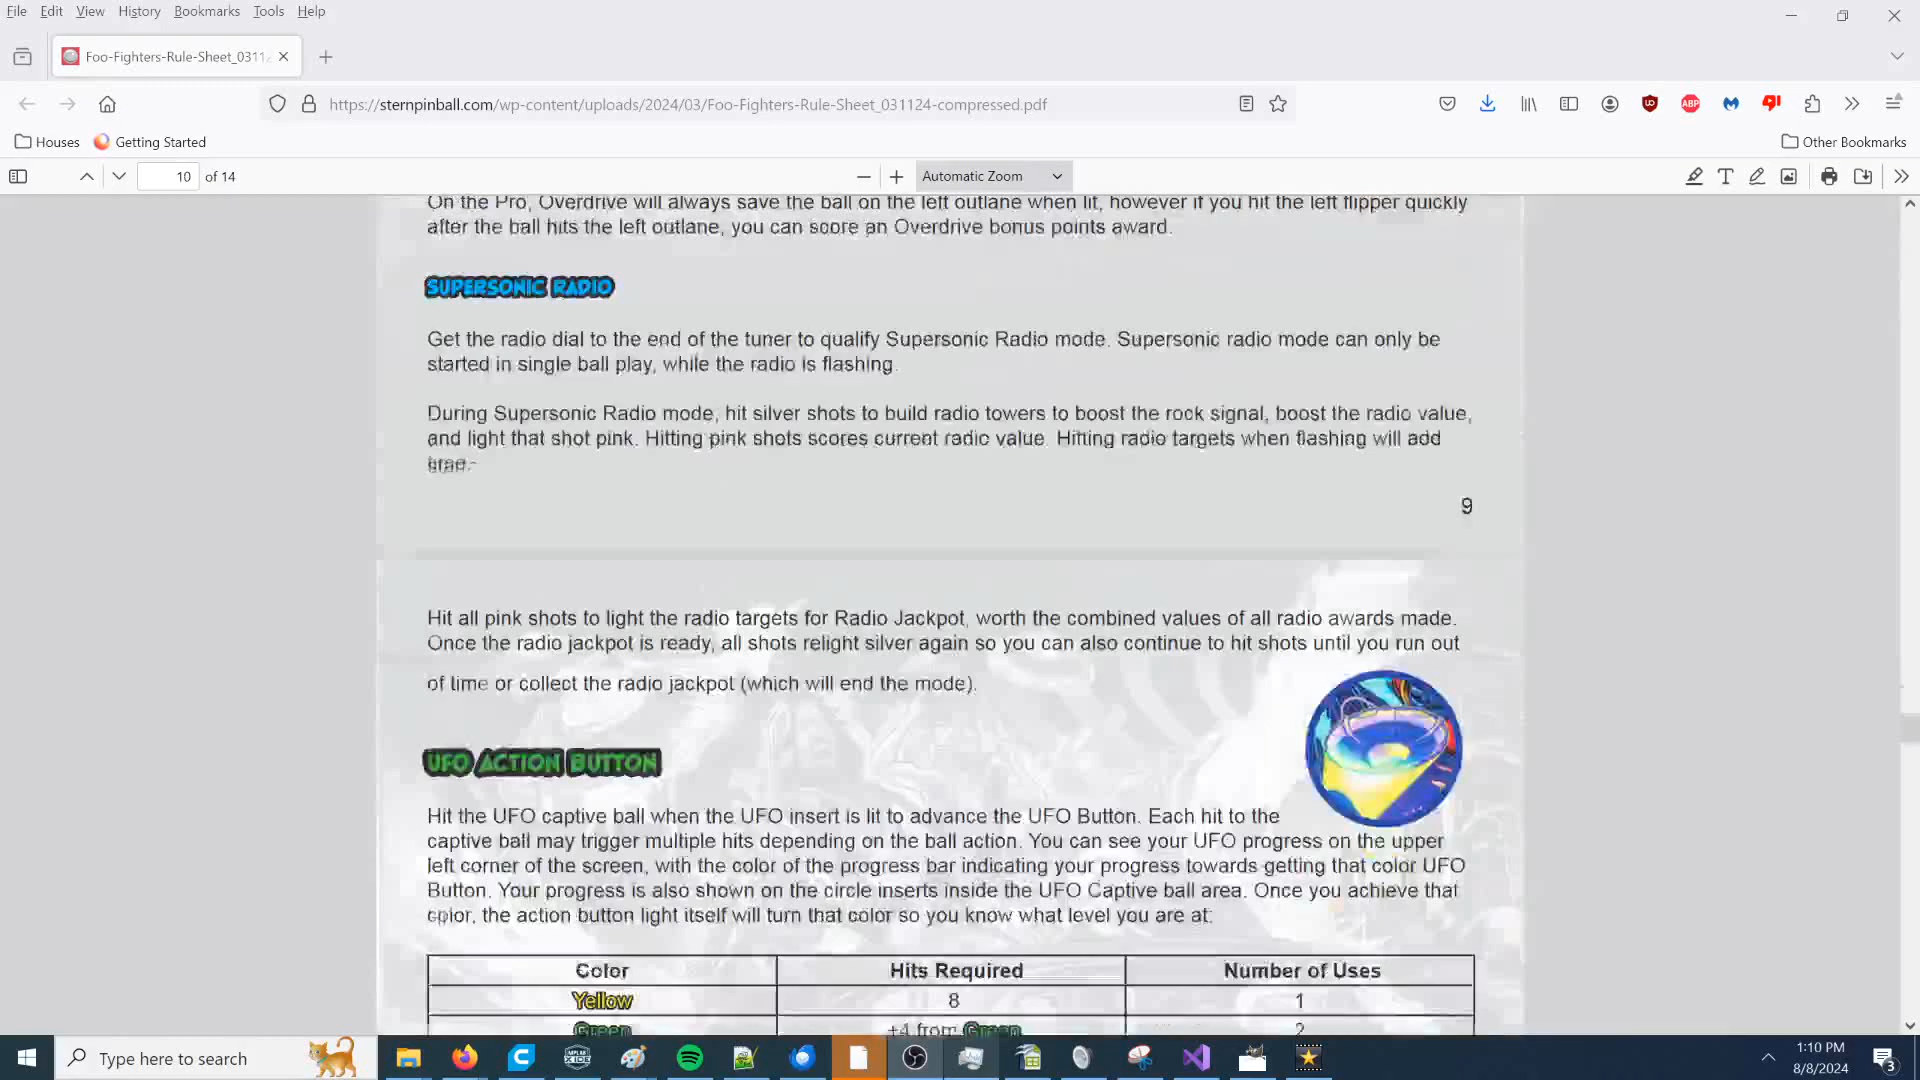 File Edit View History Bookmarks Tools Help
Foo-Fighters-Rule-Sheet_0311
https://sternpinball.com/wp-content/uploads/2024/03/Foo-Fighters-Rule-Sheet_031124-compressed.pdf
Houses Getting Started Other Bookmarks
10 of 14 Automatic Zoom
On the Pro, Overdrive will always save the ball on the left outlane when lit, however if you hit the left flipper quickly
after the ball hits the left outlane, you can score an Overdrive bonus points award.
SUPERSONIC RADIO
Get the radio dial to the end of the tuner to qualify Supersonic Radio mode. Supersonic radio mode can only be
started in single ball play, while the radio is flashing.
During Supersonic Radio mode, hit silver shots to build radio towers to boost the rock signal, boost the radio value,
and light that shot pink. Hitting pink shots scores current radio value. Hitting radio targets when flashing will add
time.
9
Hit all pink shots to light the radio targets for Radio Jackpot, worth the combined values of all radio awards made.
Once the radio jackpot is ready, all shots relight silver again so you can also continue to hit shots until you run out
of time or collect the radio jackpot (which will end the mode).
UFO ACTION BUTTON
Hit the UFO captive ball when the UFO insert is lit to advance the UFO Button. Each hit to the
captive ball may trigger multiple hits depending on the ball action. You can see your UFO progress on the upper
left corner of the screen, with the color of the progress bar indicating your progress towards getting that color UFO
Button. Your progress is also shown on the circle inserts inside the UFO Captive ball area. Once you achieve that
color, the action button light itself will turn that color so you know what level you are at:
Color Hits Required Number of Uses
Yellow 8 1
Green +4 from Green 2
Type here to search
1:10 PM
8/8/2024
3